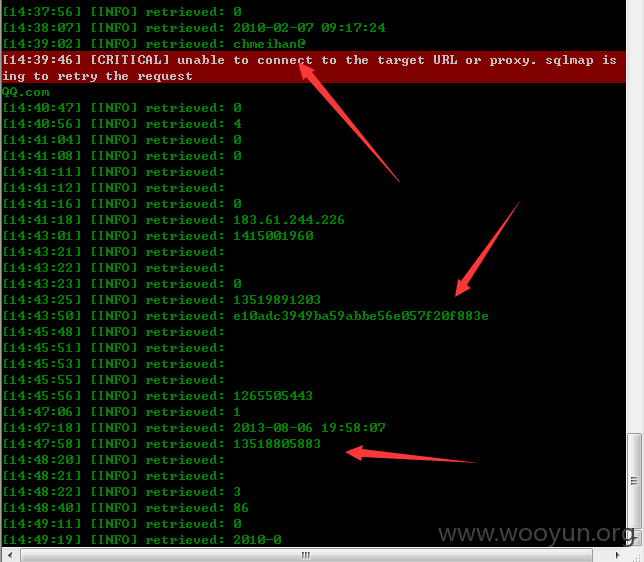 [14:37:56] [INFO] retrieved: 0
[14:38:07] [INFO] retrieved: 2010-02-07 09:17:24
[14:39:02] [INFO] retrieved: chmeihan@
[14:39:46] [CRITICAL] unable to connect to the target URL or proxy. sqlmap is
ing to retry the request
QQ.com
[14:40:47] [INFO] retrieved: 0
[14:40:56] [INFO] retrieved: 4
[14:41:04] [INFO] retrieved: 0
[14:41:08] [INFO] retrieved: 0
[14:41:11] [INFO] retrieved:
[14:41:12] [INFO] retrieved:
[14:41:16] [INFO] retrieved: 0
[14:41:18] [INFO] retrieved: 183.61.244.226
[14:43:01] [INFO] retrieved: 1415001960
[14:43:21] [INFO] retrieved:
[14:43:22] [INFO] retrieved:
[14:43:23] [INFO] retrieved: 0
[14:43:25] [INFO] retrieved: 13519891203
[14:43:50] [INFO] retrieved: e10adc3949ba59abbe56e057f20f883e
[14:45:48] [INFO] retrieved:
[14:45:51] [INFO] retrieved:
[14:45:53] [INFO] retrieved:
[14:45:55] [INFO] retrieved:
[14:45:56] [INFO] retrieved: 1265505443
[14:47:06] [INFO] retrieved: 1
[14:47:18] [INFO] retrieved: 2013-08-06 19:58:07
[14:47:58] [INFO] retrieved: 13518805883
[14:48:20] [INFO] retrieved:
[14:48:21] [INFO] retrieved:
[14:48:22] [INFO] retrieved: 3
[14:48:40] [INFO] retrieved: 86
[14:49:11] [INFO] retrieved: 0
[14:49:19] [INFO] retrieved: 2010-0
www.wooyun.org